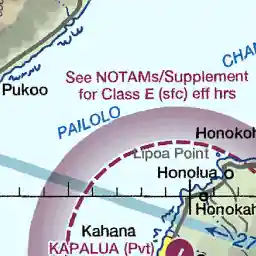 CHAN
See NOTAMs/Supplement
for Class E (sfc) eff hrs
Pukoo
PAILOLO
Honokoh
Lipoa Point
Honolua
Honokah
Kahana
27
KAPALUA (Pvt)